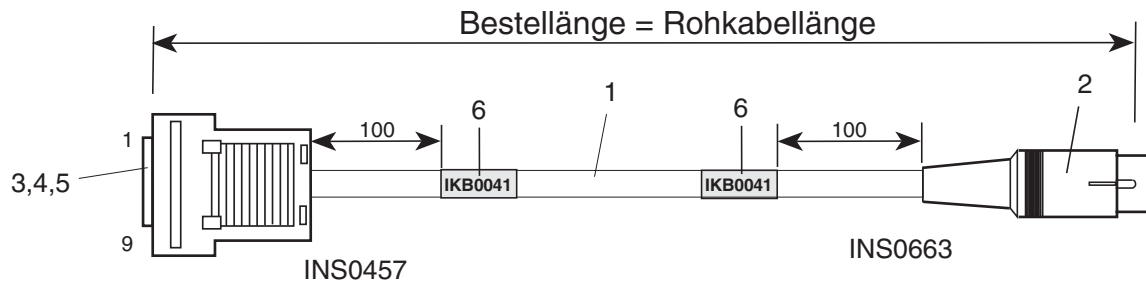 Bestellänge = Rohkabellänge
6 1 6 2
1 100 100
3,4,5 IKB0041 IKB0041
9
INS0457 INS0663